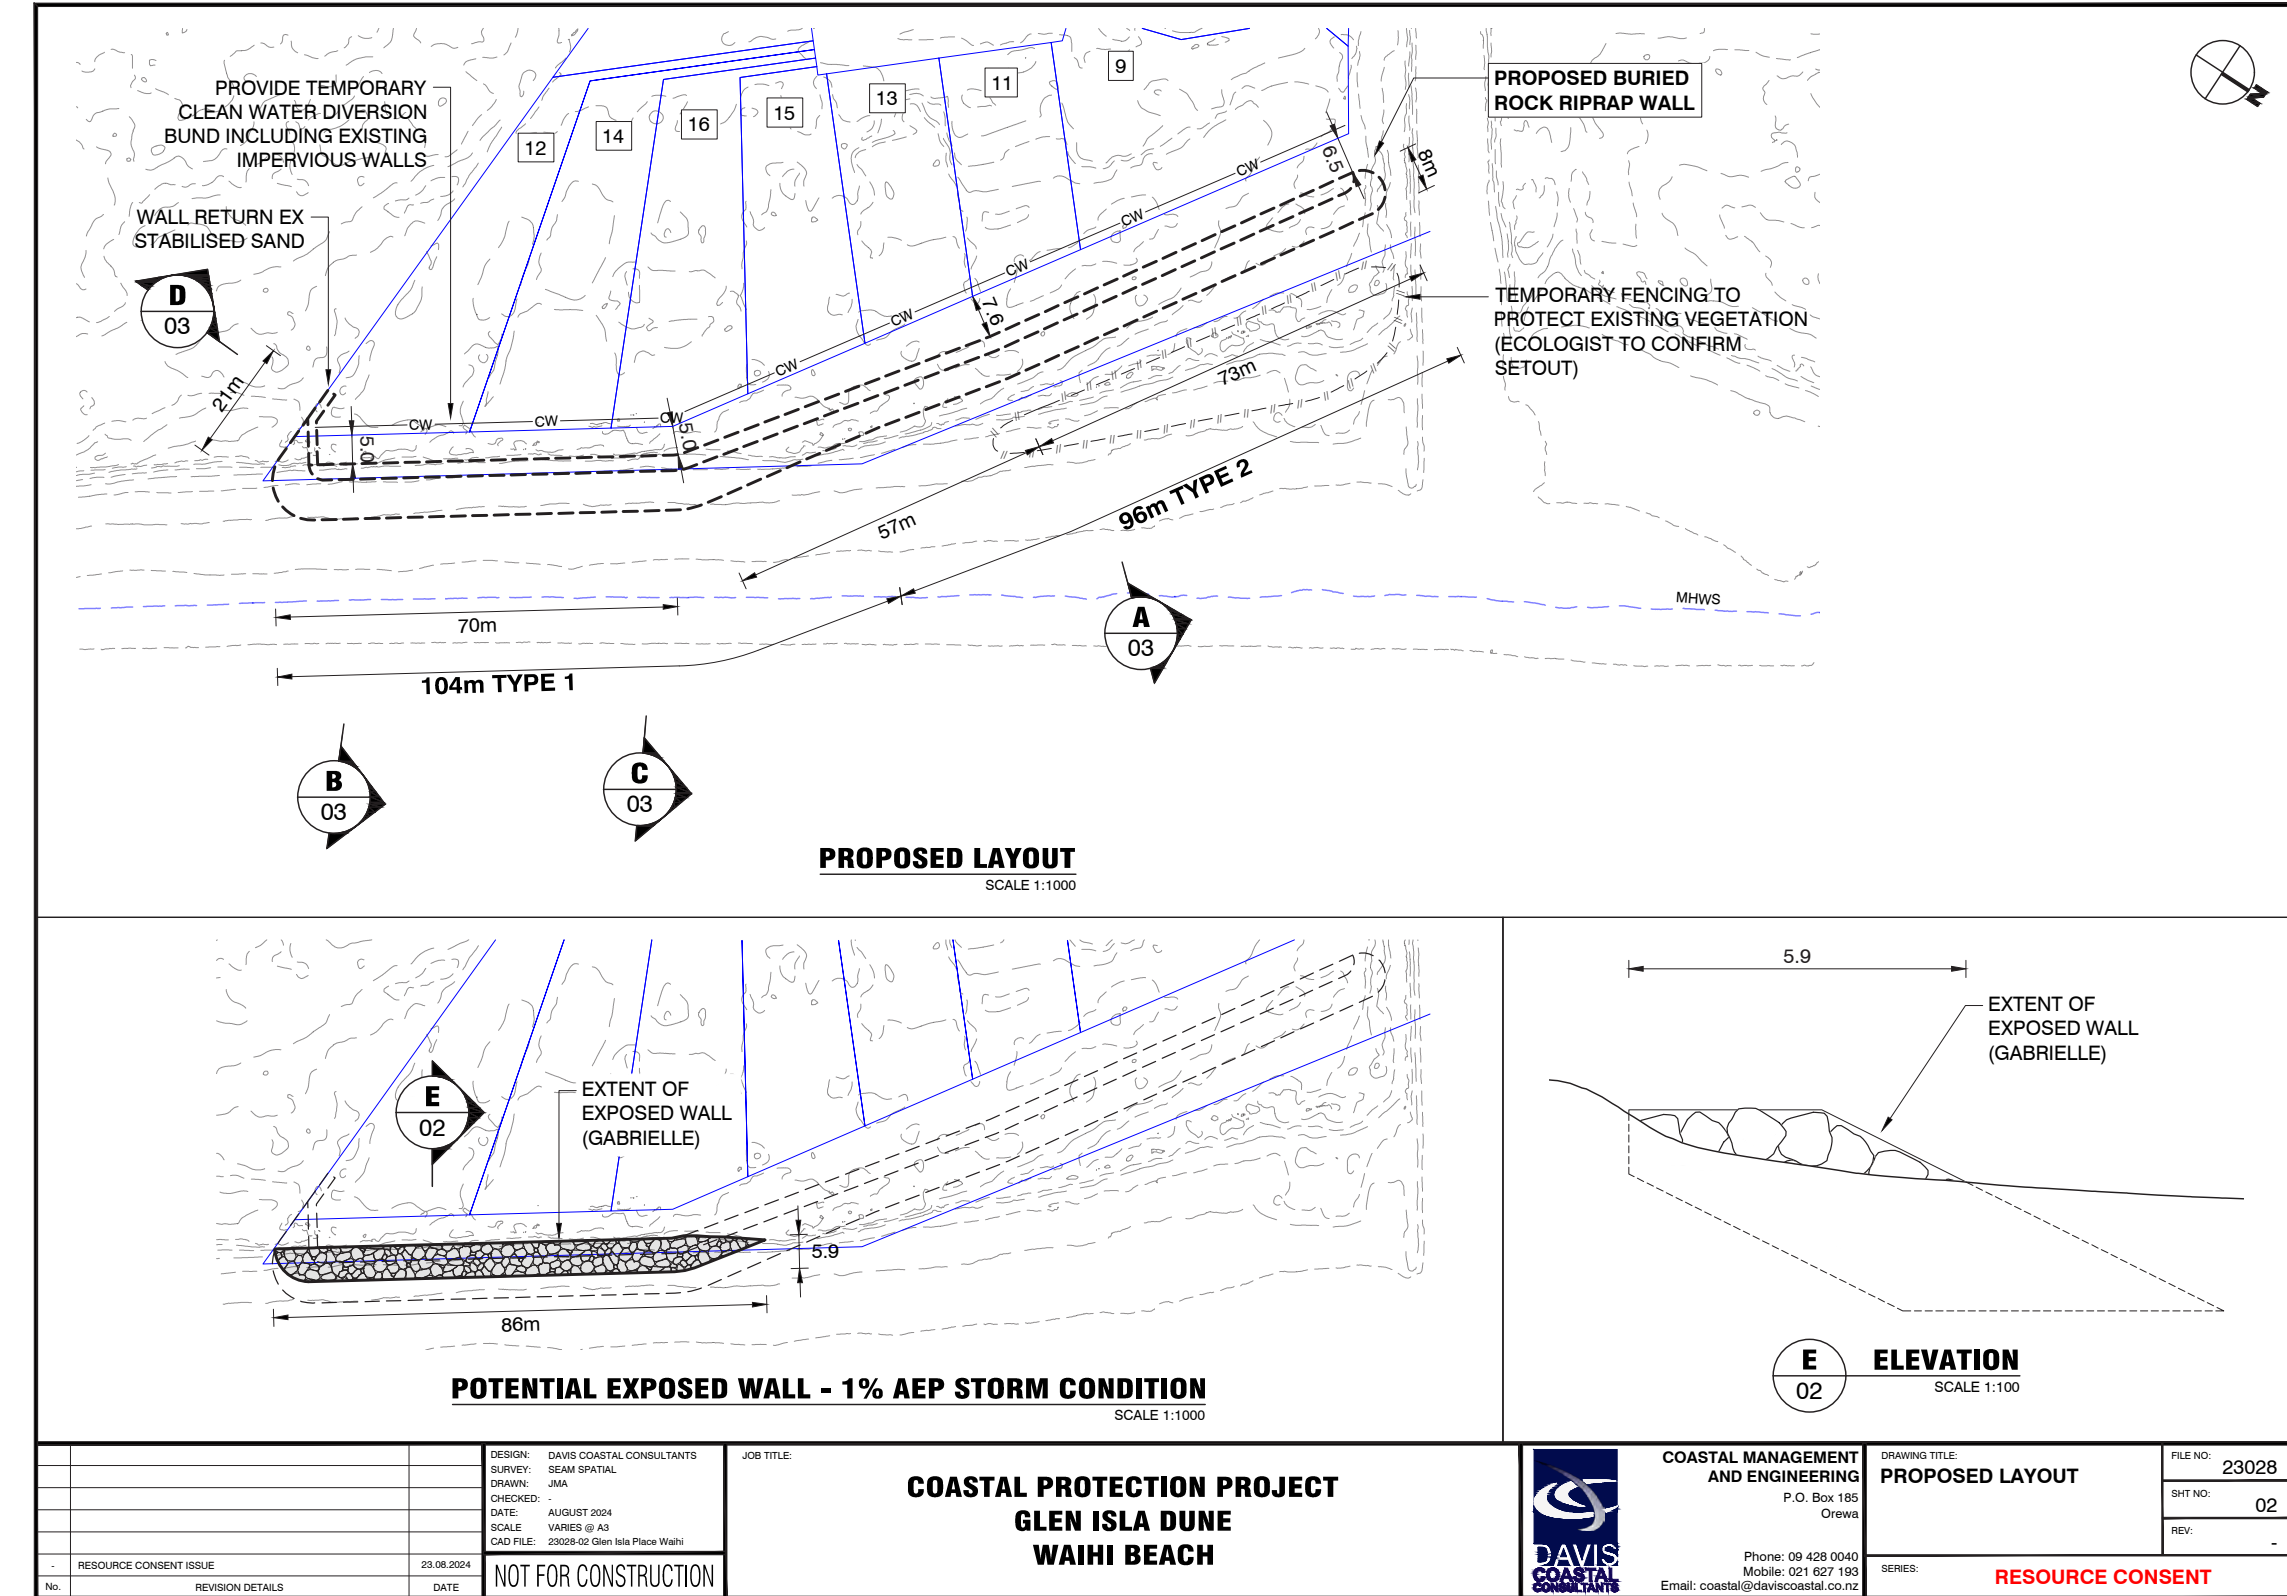 PROVIDE TEMPORARY
CLEAN WATER DIVERSION
BUND INCLUDING EXISTING
IMPERVIOUS WALLS
WALL RETURN EX
STABILISED SAND
D
03
21m
12
14
16
15
13
11
9
PROPOSED BURIED
ROCK RIPRAP WALL
N
6.5
8m
CW
CW
CW
CW
CW
CW
CW
CW
7.6
5.0
5.0
TEMPORARY FENCING TO
PROTECT EXISTING VEGETATION
(ECOLOGIST TO CONFIRM
SETOUT)
73m
96m TYPE 2
57m
MHWS
70m
104m TYPE 1
A
03
B
03
C
03
PROPOSED LAYOUT
SCALE 1:1000
E
02
EXTENT OF
EXPOSED WALL
(GABRIELLE)
5.9
86m
POTENTIAL EXPOSED WALL - 1% AEP STORM CONDITION
SCALE 1:1000
5.9
EXTENT OF
EXPOSED WALL
(GABRIELLE)
E
02
ELEVATION
SCALE 1:100
- RESOURCE CONSENT ISSUE 23.08.2024
No. REVISION DETAILS DATE
DESIGN: DAVIS COASTAL CONSULTANTS
SURVEY: SEAM SPATIAL
DRAWN: JMA
CHECKED: -
DATE: AUGUST 2024
SCALE VARIES @ A3
CAD FILE: 23028-02 Glen Isla Place Waihi
NOT FOR CONSTRUCTION
JOB TITLE:
COASTAL PROTECTION PROJECT
GLEN ISLA DUNE
WAIHI BEACH
DAVIS
COASTAL
CONSULTANTS
COASTAL MANAGEMENT
AND ENGINEERING
P.O. Box 185
Orewa
Phone: 09 428 0040
Mobile: 021 627 193
Email: coastal@daviscoastal.co.nz
DRAWING TITLE:
PROPOSED LAYOUT
SERIES:
RESOURCE CONSENT
FILE NO: 23028
SHT NO: 02
REV: -